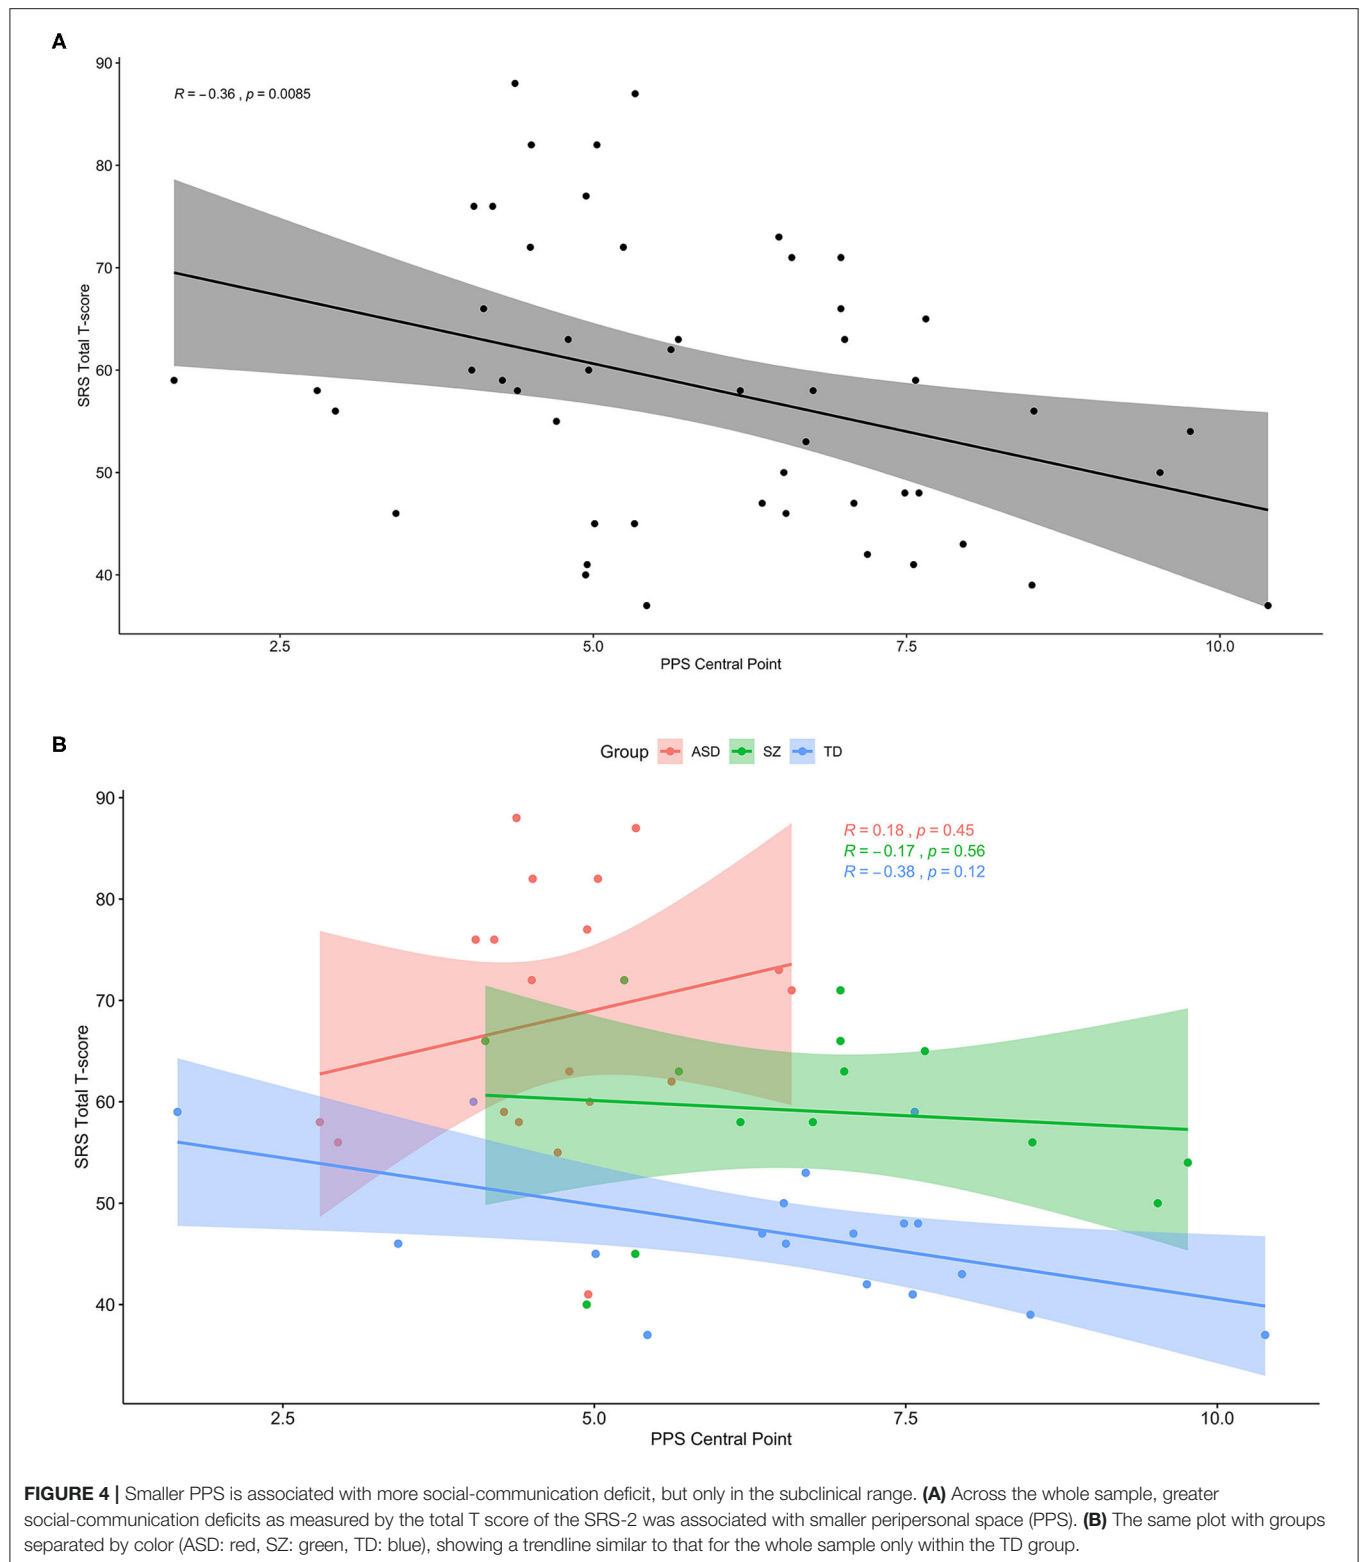 A
90
80
70
60
50
40
SRS Total T-score
R = −0.36 , p = 0.0085
2.5 5.0 7.5 10.0
PPS Central Point
B
Group ASD SZ TD
90
80
70
60
50
40
SRS Total T-score
R = 0.18 , p = 0.45
R = −0.17 , p = 0.56
R = −0.38 , p = 0.12
2.5 5.0 7.5 10.0
PPS Central Point
FIGURE 4 | Smaller PPS is associated with more social-communication deficit, but only in the subclinical range. (A) Across the whole sample, greater
social-communication deficits as measured by the total T score of the SRS-2 was associated with smaller peripersonal space (PPS). (B) The same plot with groups
separated by color (ASD: red, SZ: green, TD: blue), showing a trendline similar to that for the whole sample only within the TD group.